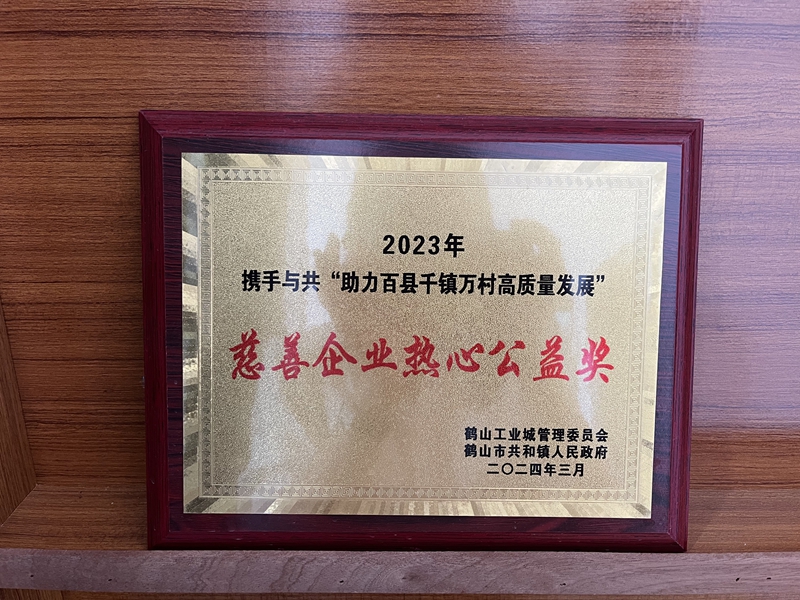 2023年
携手与共“助力百县千镇万村高质量发展”
慈善企业热心公益奖
鹤山工业城管理委员会
鹤山市共和镇人民政府
二〇二四年三月